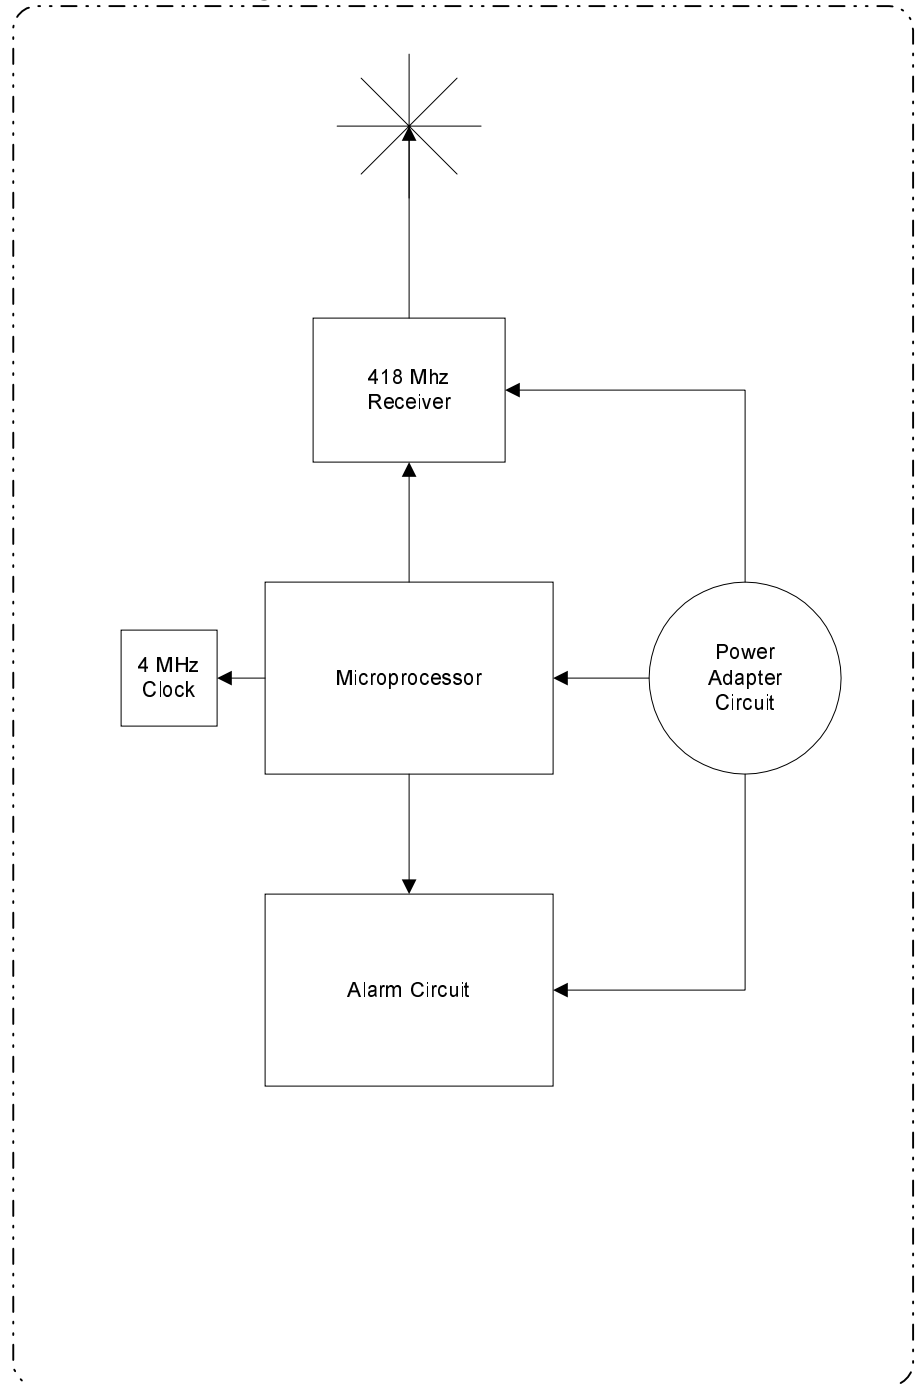 418 Mhz
Receiver
4 MHz
Clock
Microprocessor
Power
Adapter
Circuit
Alarm Circuit